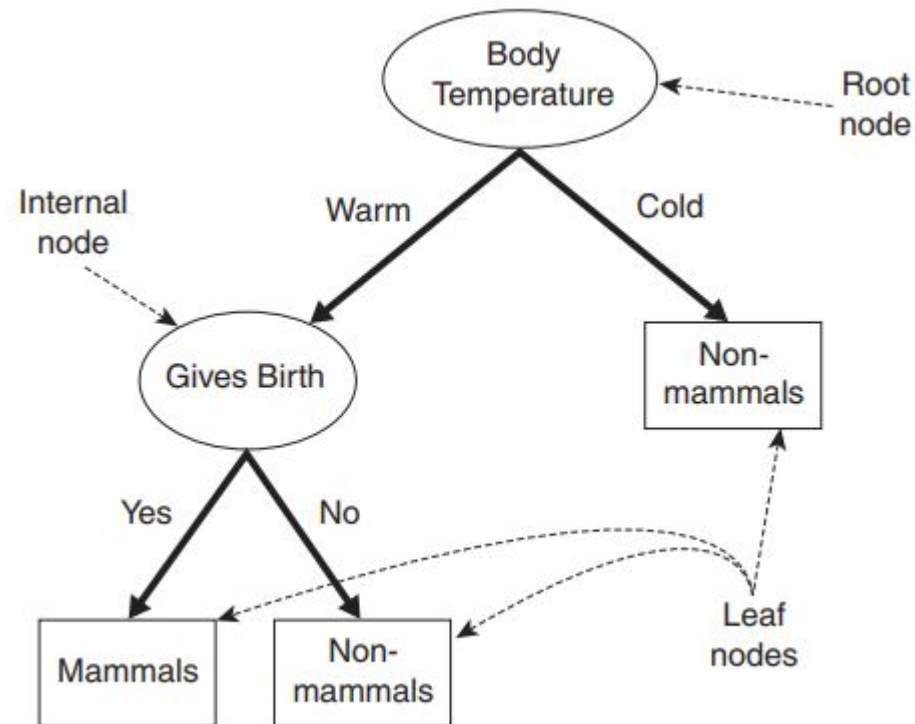 Body
Temperature
Root
node
Internal
node
Warm
Cold
Gives Birth
Non-
mammals
Yes
No
Mammals
Non-
mammals
Leaf
nodes